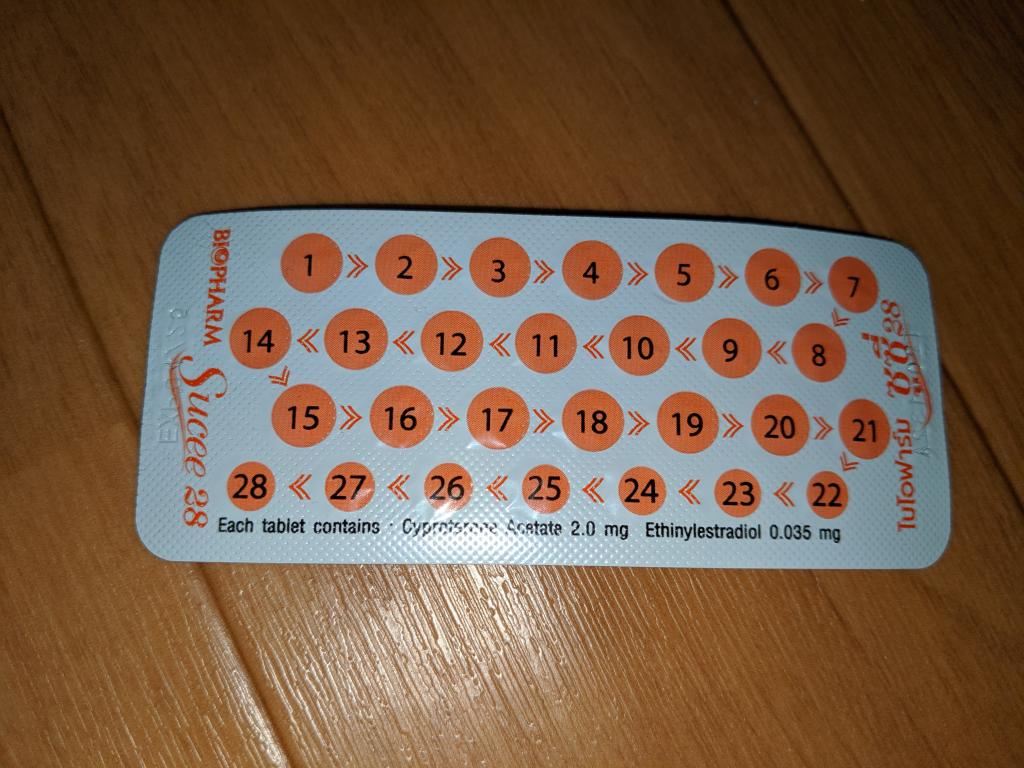 BIOPHARM
Sucee 28
1 » 2 » 3 » 4 » 5 » 6 » 7
14 « 13 « 12 « 11 « 10 « 9 « 8
15 » 16 » 17 » 18 » 19 » 20 » 21
28 « 27 « 26 « 25 « 24 « 23 « 22
Each tablet contains : Cyproterone Acetate 2.0 mg Ethinylestradiol 0.035 mg
ซูซี่ 28
ไบโอฟาร์ม